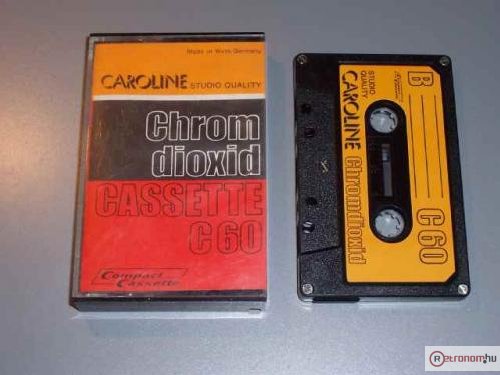 Made in West Germany
CAROLINE STUDIO QUALITY
Chrom
dioxid
CASSETTE
C60
Compact
Cassette
B
STUDIO
QUALITY
CAROLINE
Chromdioxid
C60
Retronom.hu